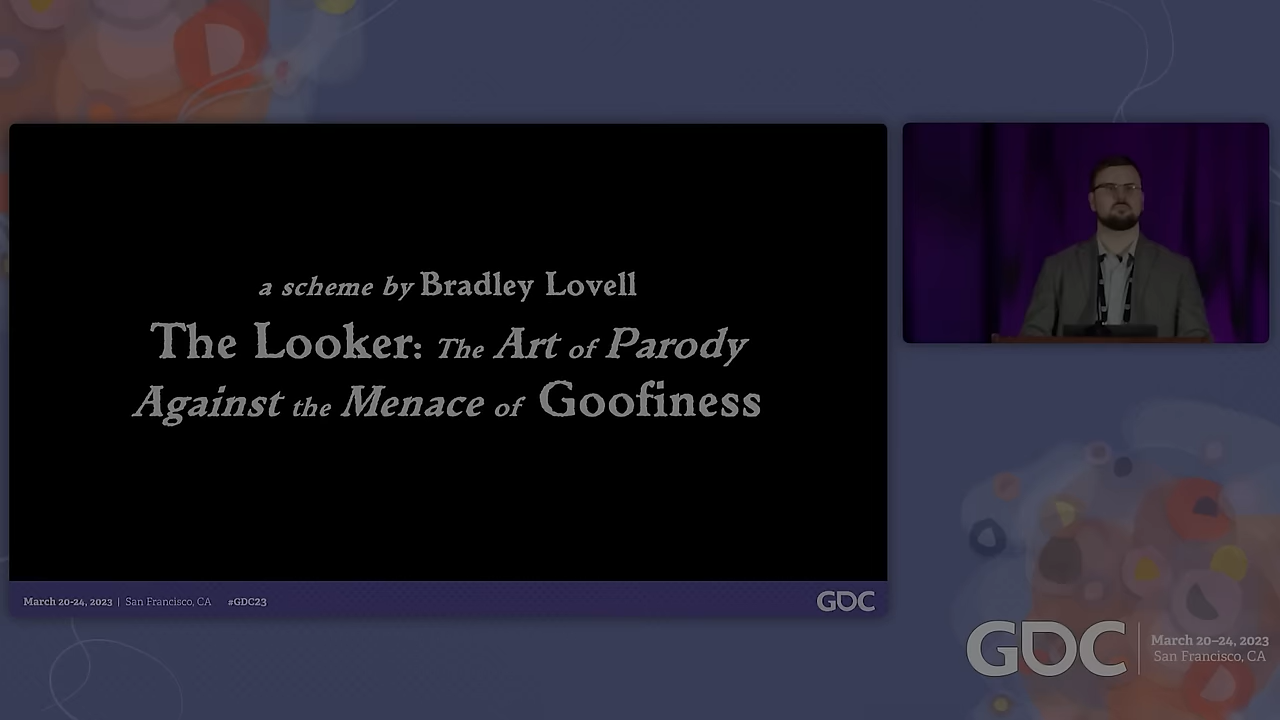 a scheme by Bradley Lovell
The Looker: The Art of Parody
Against the Menace of Goofiness
March 20-24, 2023 | San Francisco, CA #GDC23
GDC
GDC
March 20–24, 2023
San Francisco, CA